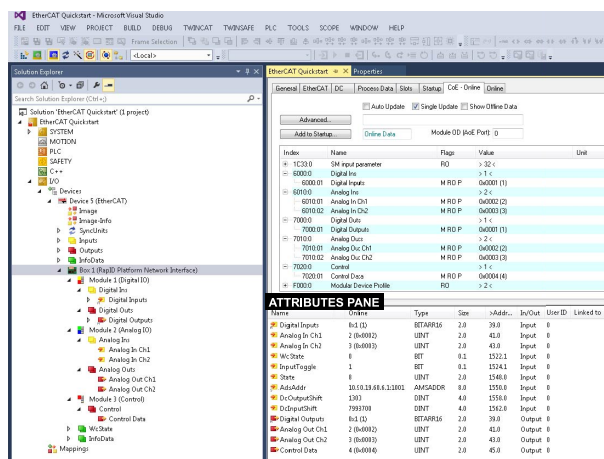 EtherCAT Quickstart - Microsoft Visual Studio
FILE EDIT VIEW PROJECT BUILD DEBUG TWINCAT TWINSAFE PLC TOOLS SCOPE WINDOW HELP
Frame Selection
<Local>
Solution Explorer
Search Solution Explorer (Ctrl+;)
Solution 'EtherCAT Quickstart' (1 project)
EtherCAT Quickstart
SYSTEM
MOTION
PLC
SAFETY
C++
I/O
Devices
Device 5 (EtherCAT)
Image
Image-Info
SyncUnits
Inputs
Outputs
InfoData
Box 1 (RapID Platform Network Interface)
Module 1 (Digital IO)
Digital Ins
Digital Inputs
Digital Outs
Digital Outputs
Module 2 (Analog IO)
Analog Ins
Analog In Ch1
Analog In Ch2
Analog Outs
Analog Out Ch1
Analog Out Ch2
Module 3 (Control)
Control
Control Data
WcState
InfoData
Mappings
EtherCAT Quickstart Properties
General EtherCAT DC Process Data Slots Startup CoE - Online Online
Auto Update Single Update Show Offline Data
Advanced...
Add to Startup... Online Data Module OD (AoE Port): 0
Index Name Flags Value Unit
1C33:0 SM input parameter RO > 32 <
6000:0 Digital Ins > 1 <
6000:01 Digital Inputs M RO P 0x0001 (1)
6010:0 Analog Ins > 2 <
6010:01 Analog In Ch1 M RO P 0x0002 (2)
6010:02 Analog In Ch2 M RO P 0x0003 (3)
7000:0 Digital Outs > 1 <
7000:01 Digital Outputs M RO P 0x0001 (1)
7010:0 Analog Outs > 2 <
7010:01 Analog Out Ch1 M RO P 0x0002 (2)
7010:02 Analog Out Ch2 M RO P 0x0003 (3)
7020:0 Control > 1 <
7020:01 Control Data M RO P 0x0004 (4)
F000:0 Modular Device Profile RO > 2 <
ATTRIBUTES PANE
Name Online Type Size >Addr... In/Out User ID Linked to
Digital Inputs 0x1 (1) BITARR16 2.0 39.0 Input 0
Analog In Ch1 2 (0x0002) UINT 2.0 41.0 Input 0
Analog In Ch2 3 (0x0003) UINT 2.0 43.0 Input 0
WcState 0 BIT 0.1 1522.1 Input 0
InputToggle 1 BIT 0.1 1524.1 Input 0
State 8 UINT 2.0 1548.0 Input 0
AdsAddr 10.50.19.68.6.1:1001 AMSADDR 8.0 1550.0 Input 0
DcOutputShift 1303 DINT 4.0 1558.0 Input 0
DcInputShift 7993700 DINT 4.0 1562.0 Input 0
Digital Outputs 0x1 (1) BITARR16 2.0 39.0 Output 0
Analog Out Ch1 2 (0x0002) UINT 2.0 41.0 Output 0
Analog Out Ch2 3 (0x0003) UINT 2.0 43.0 Output 0
Control Data 4 (0x0004) UINT 2.0 45.0 Output 0